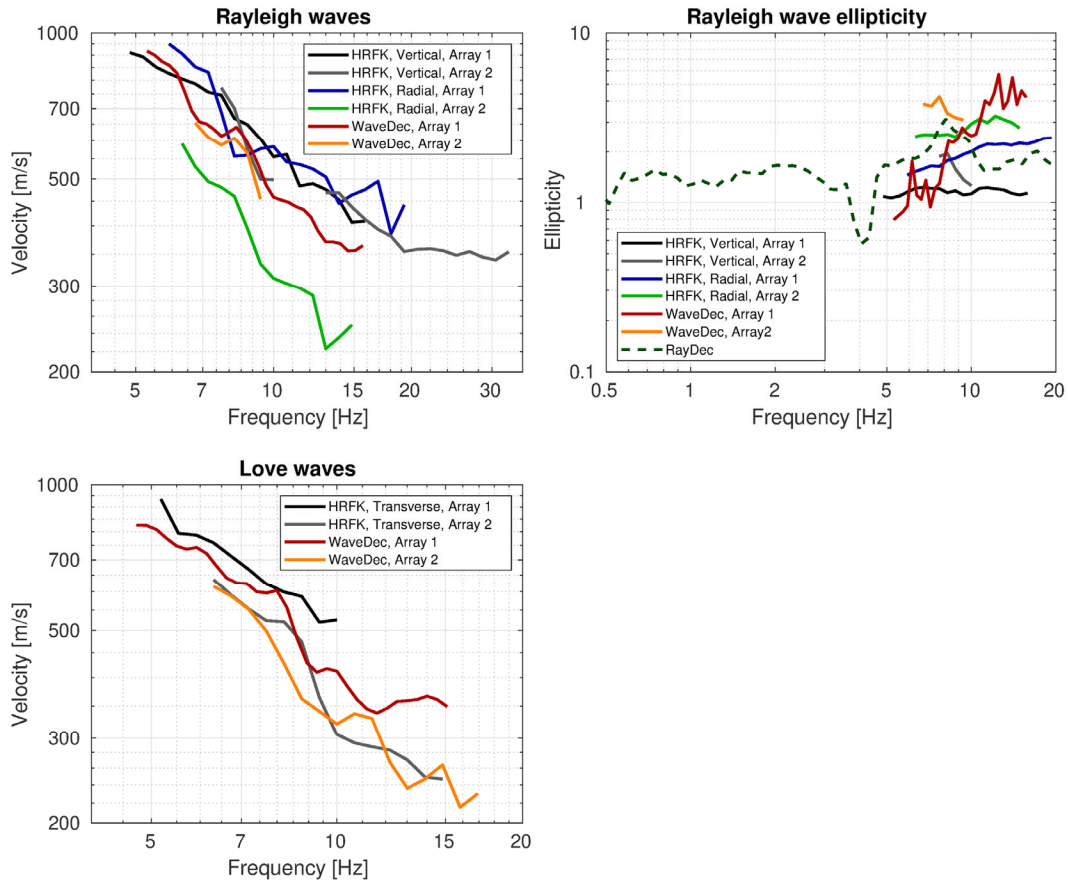 Rayleigh waves
1000
700
500
300
200
Velocity [m/s]
HRFK, Vertical, Array 1
HRFK, Vertical, Array 2
HRFK, Radial, Array 1
HRFK, Radial, Array 2
WaveDec, Array 1
WaveDec, Array 2
5 7 10 15 20 30
Frequency [Hz]
Rayleigh wave ellipticity
10
1
0.1
Ellipticity
HRFK, Vertical, Array 1
HRFK, Vertical, Array 2
HRFK, Radial, Array 1
HRFK, Radial, Array 2
WaveDec, Array 1
WaveDec, Array2
RayDec
0.5 1 2 5 10 20
Frequency [Hz]
Love waves
1000
700
500
300
200
Velocity [m/s]
HRFK, Transverse, Array 1
HRFK, Transverse, Array 2
WaveDec, Array 1
WaveDec, Array 2
5 7 10 15 20
Frequency [Hz]